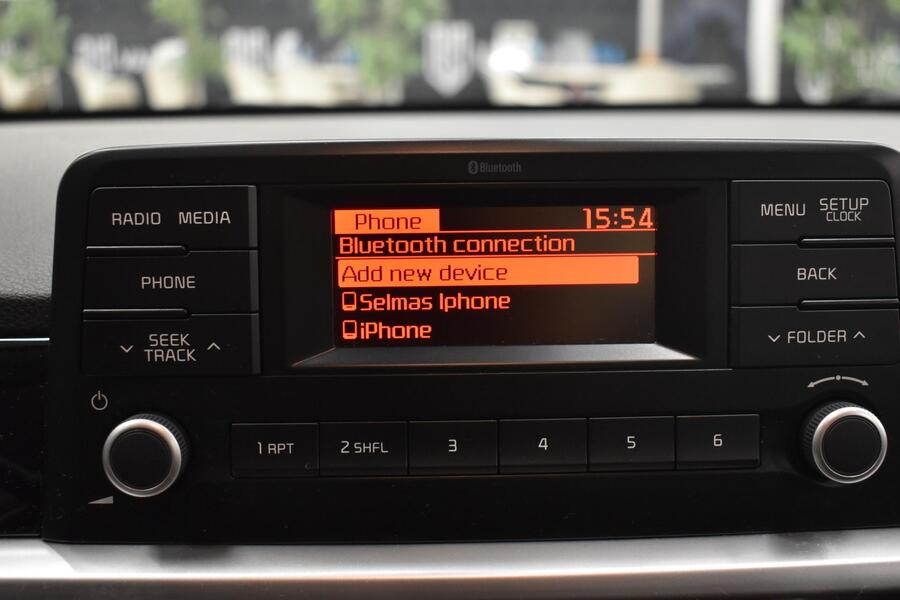 Bluetooth
RADIO MEDIA
PHONE
SEEK
TRACK
Phone 15:54
Bluetooth connection
Add new device
Selmas Iphone
iPhone
MENU SETUP
CLOCK
BACK
FOLDER
1 RPT 2 SHFL 3 4 5 6